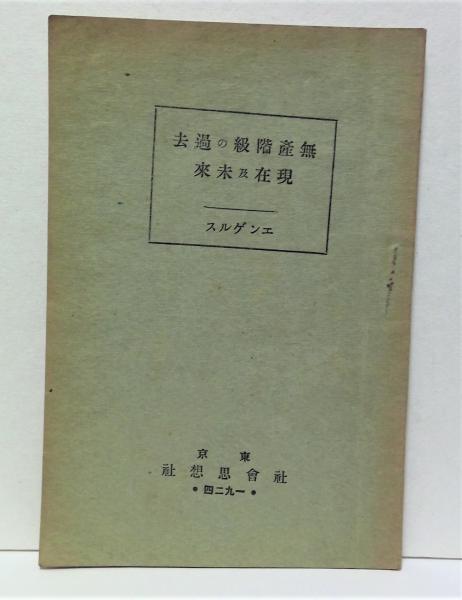 無產階級の過去
現在及未來
エンゲルス
東京
社會思想社
•一九二四•